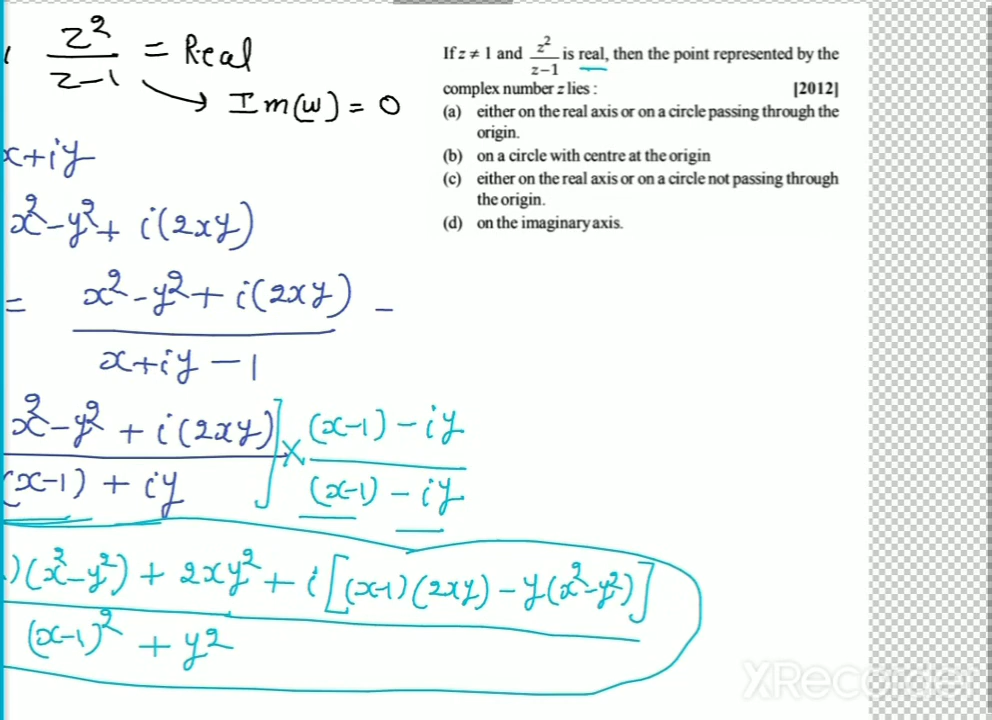 z²/(z-1) = Real
→ Im(w) = 0
x+iy
x²-y²+ i(2xy)
= (x²-y²+i(2xy))/(x+iy-1) -
[x²-y²+i(2xy)]/[(x-1)+iy] × [(x-1)-iy]/[(x-1)-iy]
)(x²-y²)+2xy²+i[(x-1)(2xy)-y(x²-y²)]
(x-1)²+y²
If z ≠ 1 and z²/(z-1) is real, then the point represented by the
complex number z lies : [2012]
(a) either on the real axis or on a circle passing through the
origin.
(b) on a circle with centre at the origin
(c) either on the real axis or on a circle not passing through
the origin.
(d) on the imaginary axis.
XRecorder